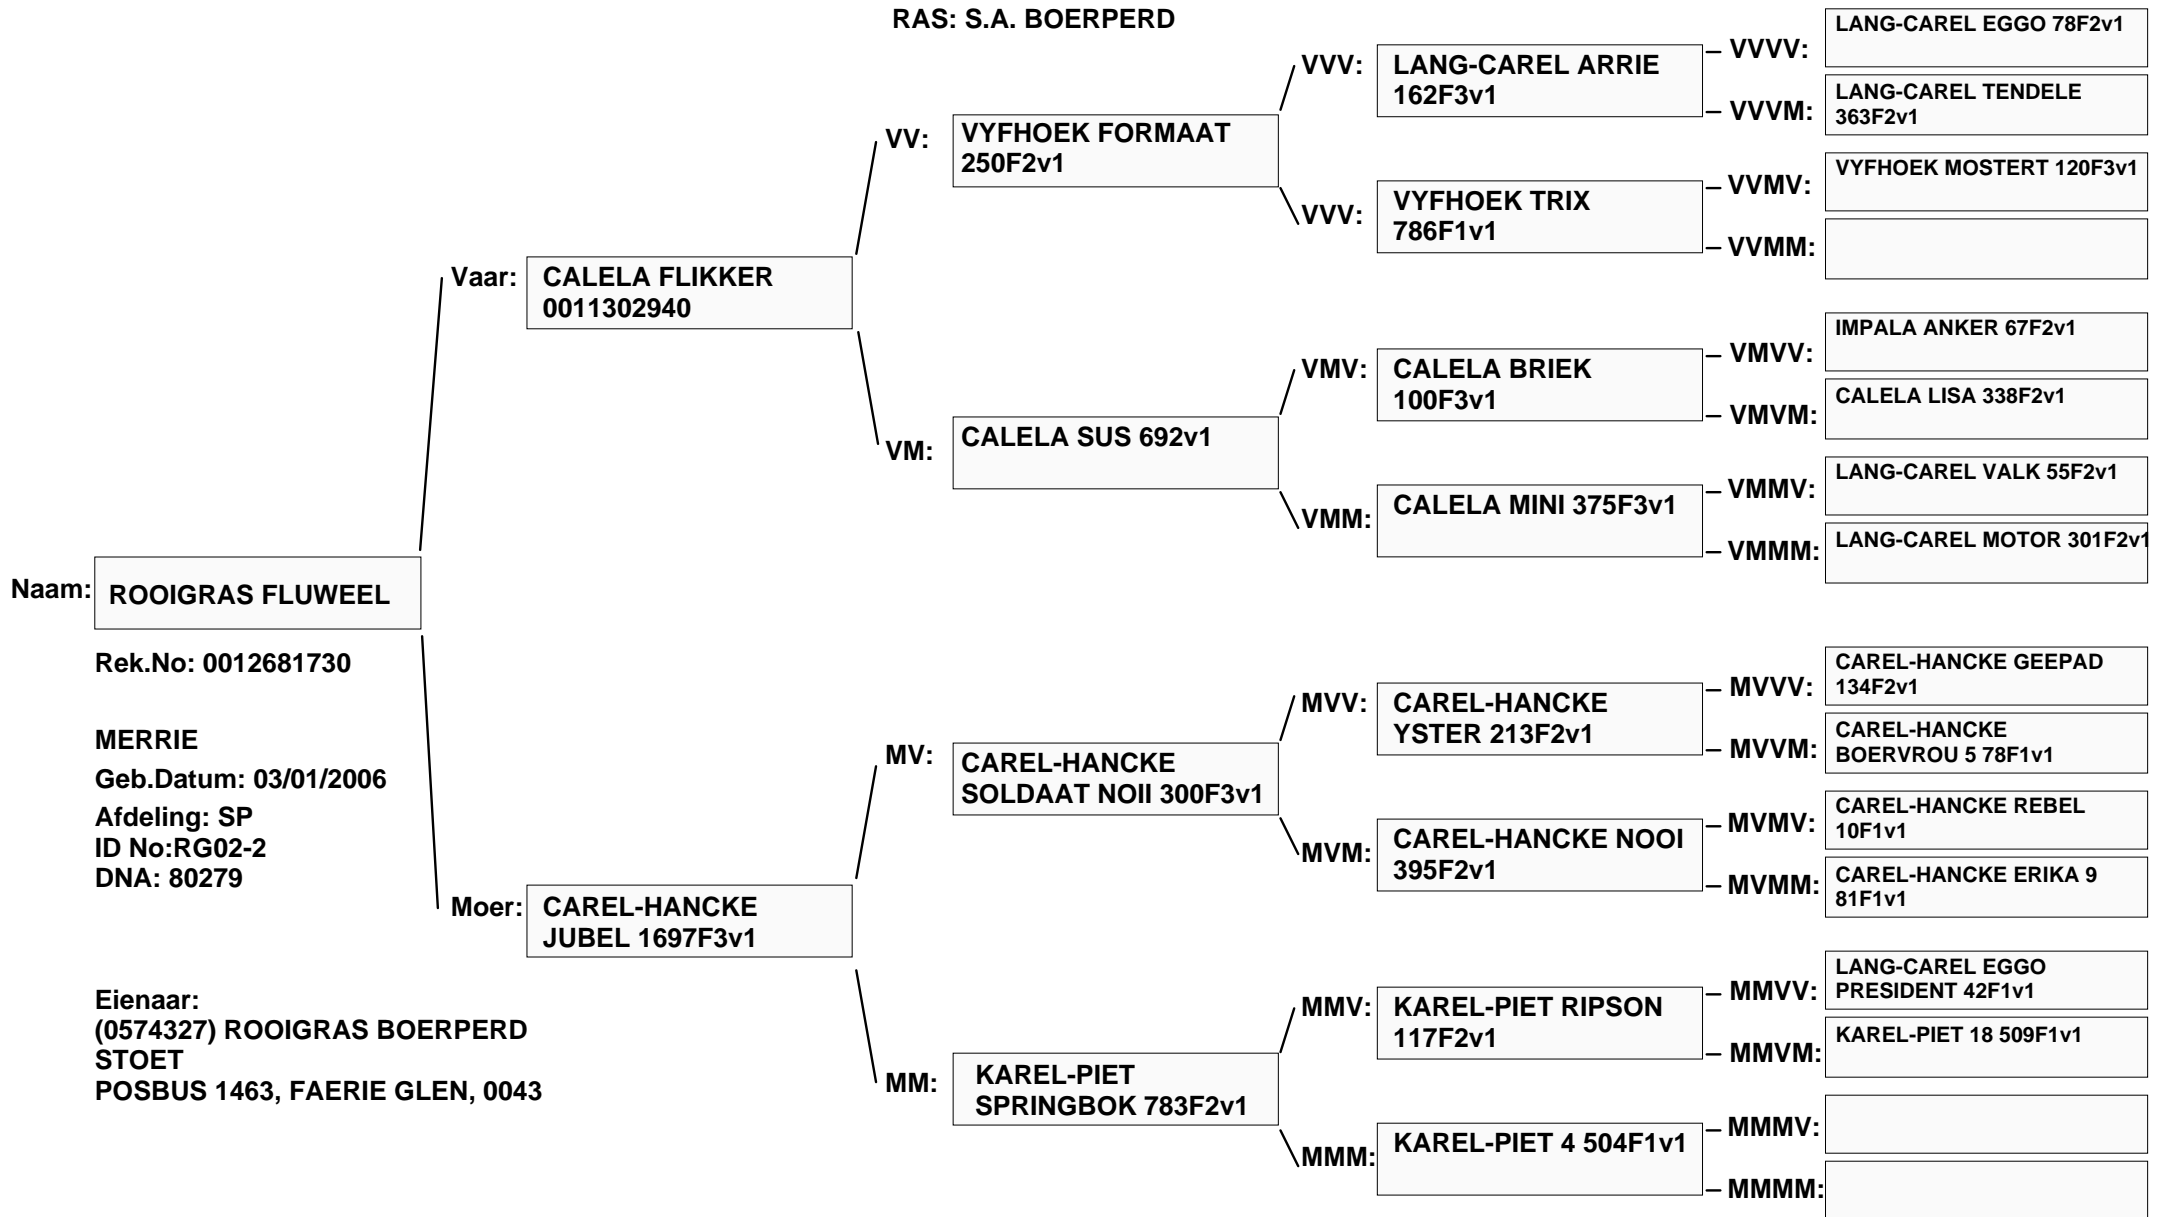 RAS: S.A. BOERPERD
Naam:
ROOIGRAS FLUWEEL
Rek.No: 0012681730
MERRIE
Geb.Datum: 03/01/2006
Afdeling: SP
ID No:RG02-2
DNA: 80279
Eienaar:
(0574327) ROOIGRAS BOERPERD
STOET
POSBUS 1463, FAERIE GLEN, 0043
Vaar:
CALELA FLIKKER
0011302940
Moer:
CAREL-HANCKE
JUBEL 1697F3v1
VV:
VYFHOEK FORMAAT
250F2v1
VM:
CALELA SUS 692v1
MV:
CAREL-HANCKE
SOLDAAT NOII 300F3v1
MM:
KAREL-PIET
SPRINGBOK 783F2v1
VVV:
LANG-CAREL ARRIE
162F3v1
VVV:
VYFHOEK TRIX
786F1v1
VMV:
CALELA BRIEK
100F3v1
VMM:
CALELA MINI 375F3v1
MVV:
CAREL-HANCKE
YSTER 213F2v1
MVM:
CAREL-HANCKE NOOI
395F2v1
MMV:
KAREL-PIET RIPSON
117F2v1
MMM:
KAREL-PIET 4 504F1v1
VVVV:
LANG-CAREL EGGO 78F2v1
VVVM:
LANG-CAREL TENDELE
363F2v1
VVMV:
VYFHOEK MOSTERT 120F3v1
VVMM:
VMVV:
IMPALA ANKER 67F2v1
VMVM:
CALELA LISA 338F2v1
VMMV:
LANG-CAREL VALK 55F2v1
VMMM:
LANG-CAREL MOTOR 301F2v1
MVVV:
CAREL-HANCKE GEEPAD
134F2v1
MVVM:
CAREL-HANCKE
BOERVROU 5 78F1v1
MVMV:
CAREL-HANCKE REBEL
10F1v1
MVMM:
CAREL-HANCKE ERIKA 9
81F1v1
MMVV:
LANG-CAREL EGGO
PRESIDENT 42F1v1
MMVM:
KAREL-PIET 18 509F1v1
MMMV:
MMMM: